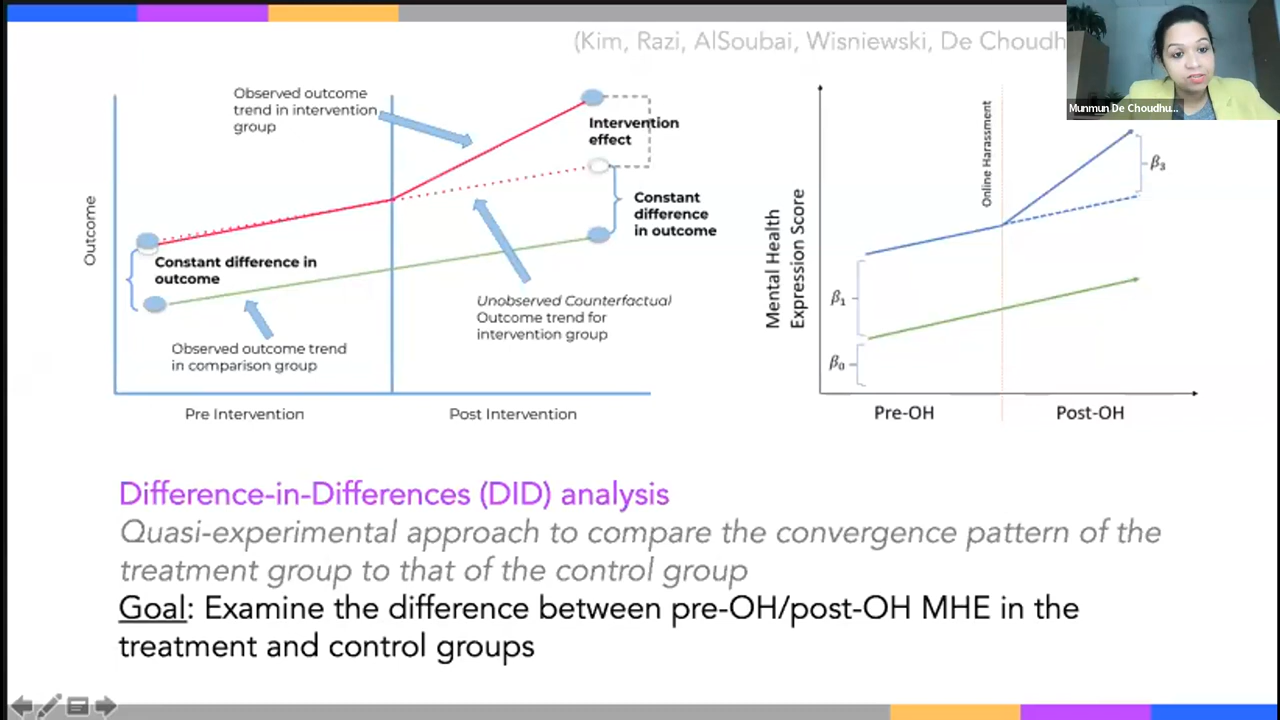 (Kim, Razi, AlSoubai, Wisniewski, De Choudh
Munmun De Choudhu...
Observed outcome
trend in intervention
group
Intervention
effect
Constant
difference
in outcome
Outcome
Constant difference in
outcome
Unobserved Counterfactual
Outcome trend for
intervention group
Observed outcome trend
in comparison group
Pre Intervention
Post Intervention
Online Harassment
β3
Mental Health
Expression Score
β1
β0
Pre-OH
Post-OH
Difference-in-Differences (DID) analysis
Quasi-experimental approach to compare the convergence pattern of the
treatment group to that of the control group
Goal: Examine the difference between pre-OH/post-OH MHE in the
treatment and control groups